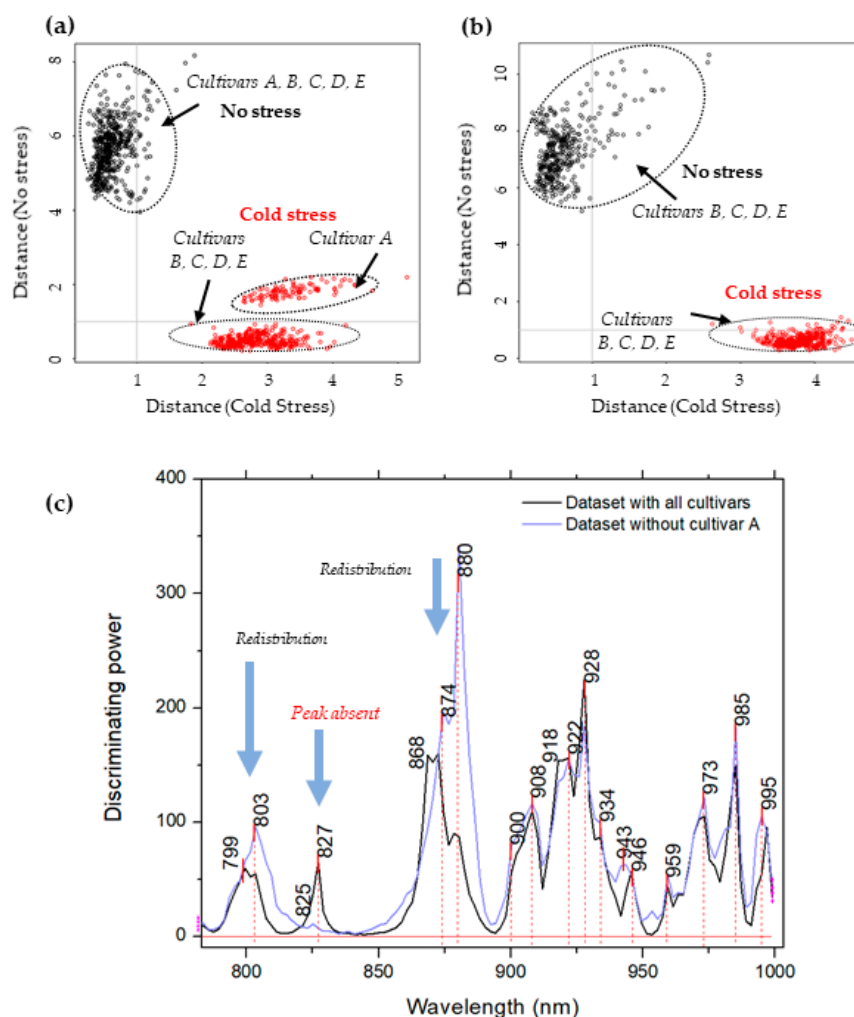 (a)
8
6
4
2
0
Distance (No stress)
Cultivars A, B, C, D, E
No stress
Cold stress
Cultivars
B, C, D, E
Cultivar A
1
2
3
4
5
Distance (Cold Stress)
(b)
10
8
6
4
2
0
Distance (No stress)
No stress
Cultivars B, C, D, E
Cold stress
Cultivars
B, C, D, E
1
2
3
4
Distance (Cold Stress)
(c)
400
300
200
100
0
Discriminating power
Dataset with all cultivars
Dataset without cultivar A
Redistribution
Peak absent
Redistribution
799
803
825
827
868
874
880
900
908
918
922
928
934
943
946
959
973
985
995
800
850
900
950
1000
Wavelength (nm)